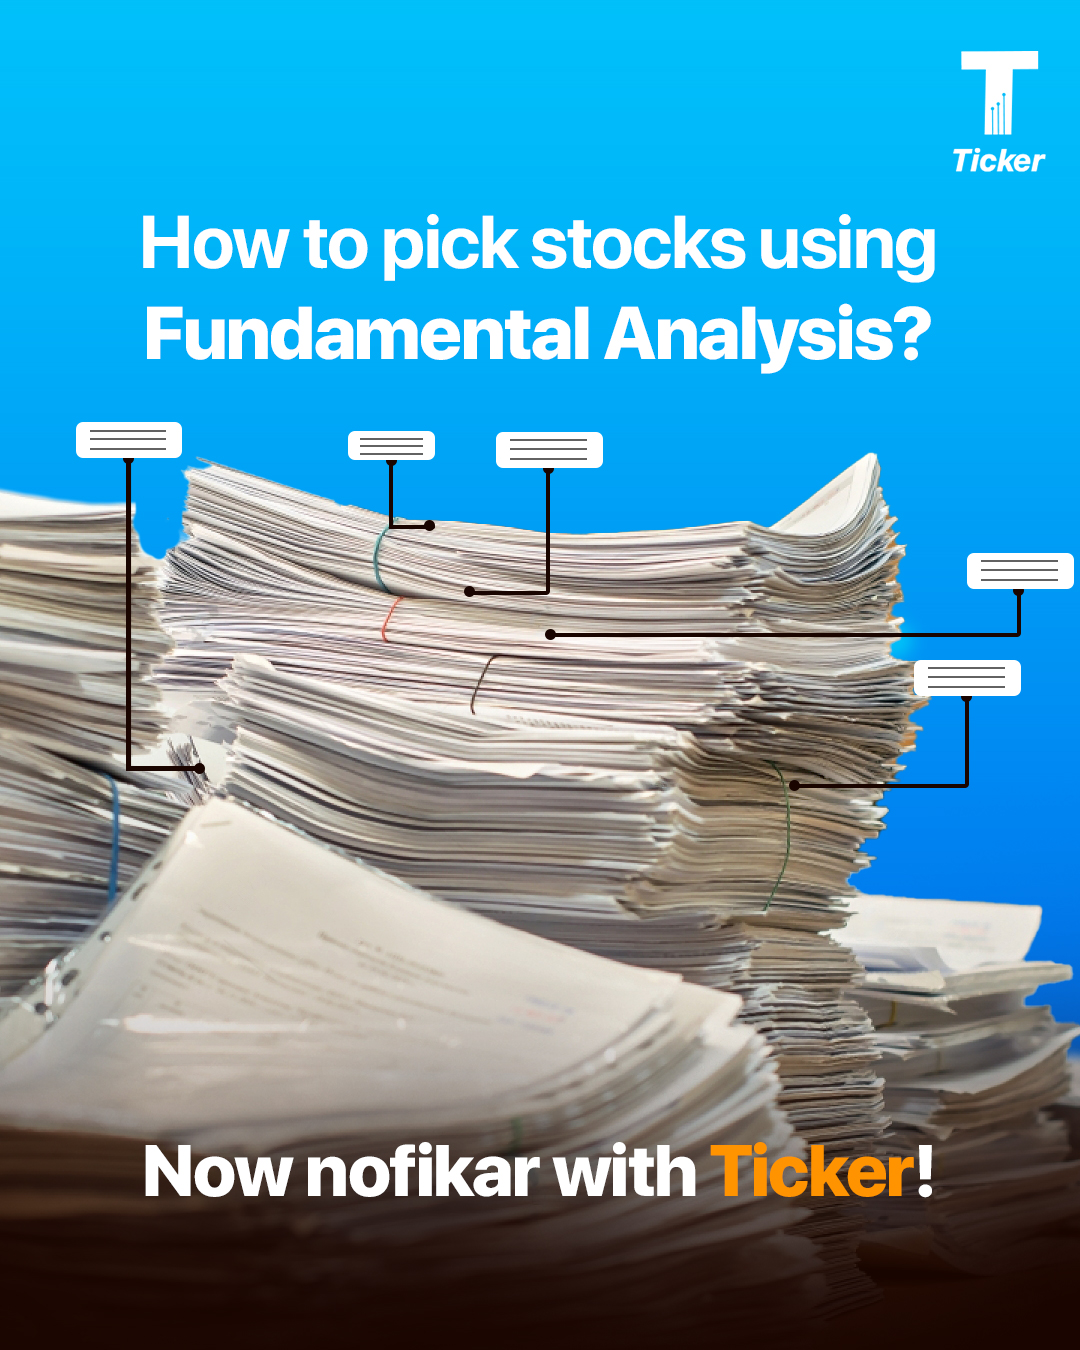 Ticker
How to pick stocks using
Fundamental Analysis?
Now nofikar with Ticker!